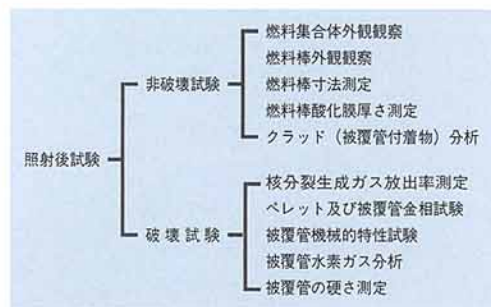 照射後試験
非破壊試験
燃料集合体外観観察
燃料棒外観観察
燃料棒寸法測定
燃料棒酸化膜厚さ測定
クラッド（被覆管付着物）分析
破壊試験
核分裂生成ガス放出率測定
ペレット及び被覆管金相試験
被覆管機械的特性試験
被覆管水素ガス分析
被覆管の硬さ測定